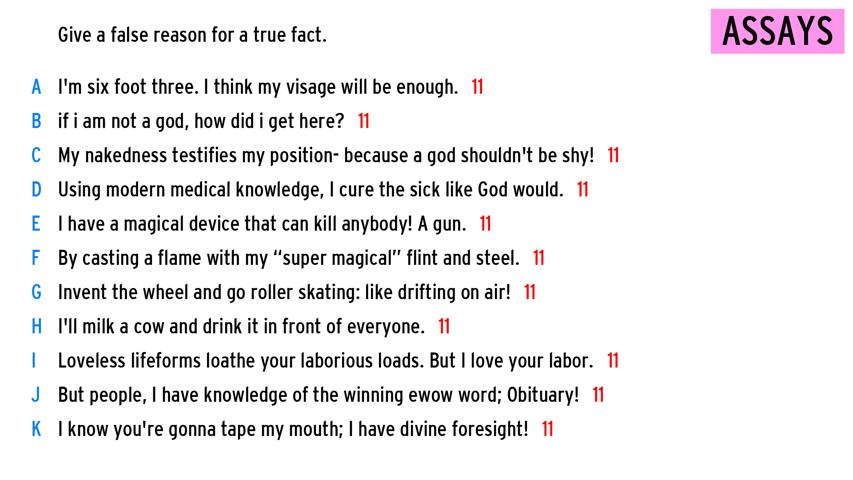 Give a false reason for a true fact.
ASSAYS
A I'm six foot three. I think my visage will be enough. 11
B if i am not a god, how did i get here? 11
C My nakedness testifies my position- because a god shouldn't be shy! 11
D Using modern medical knowledge, I cure the sick like God would. 11
E I have a magical device that can kill anybody! A gun. 11
F By casting a flame with my “super magical” flint and steel. 11
G Invent the wheel and go roller skating: like drifting on air! 11
H I'll milk a cow and drink it in front of everyone. 11
I Loveless lifeforms loathe your laborious loads. But I love your labor. 11
J But people, I have knowledge of the winning ewow word; Obituary! 11
K I know you're gonna tape my mouth; I have divine foresight! 11